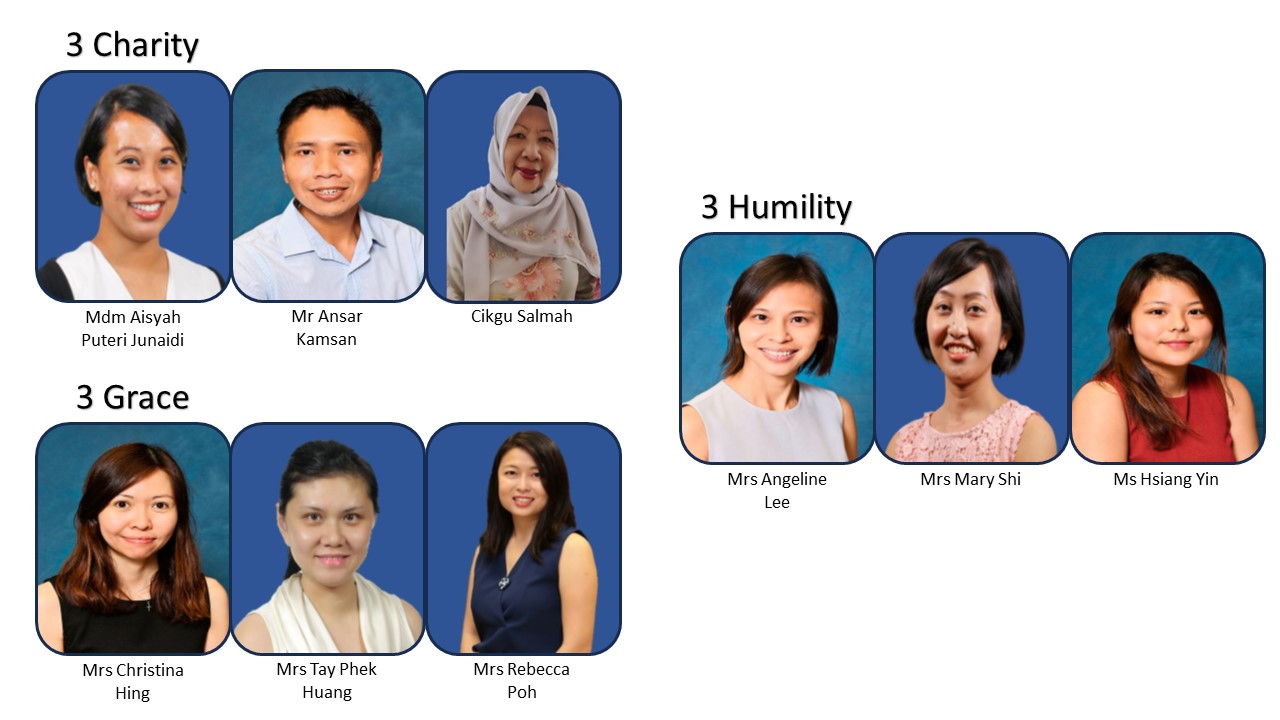 3 Charity
Mdm Aisyah
Puteri Junaidi
Mr Ansar
Kamsan
Cikgu Salmah
3 Grace
Mrs Christina
Hing
Mrs Tay Phek
Huang
Mrs Rebecca
Poh
3 Humility
Mrs Angeline
Lee
Mrs Mary Shi
Ms Hsiang Yin